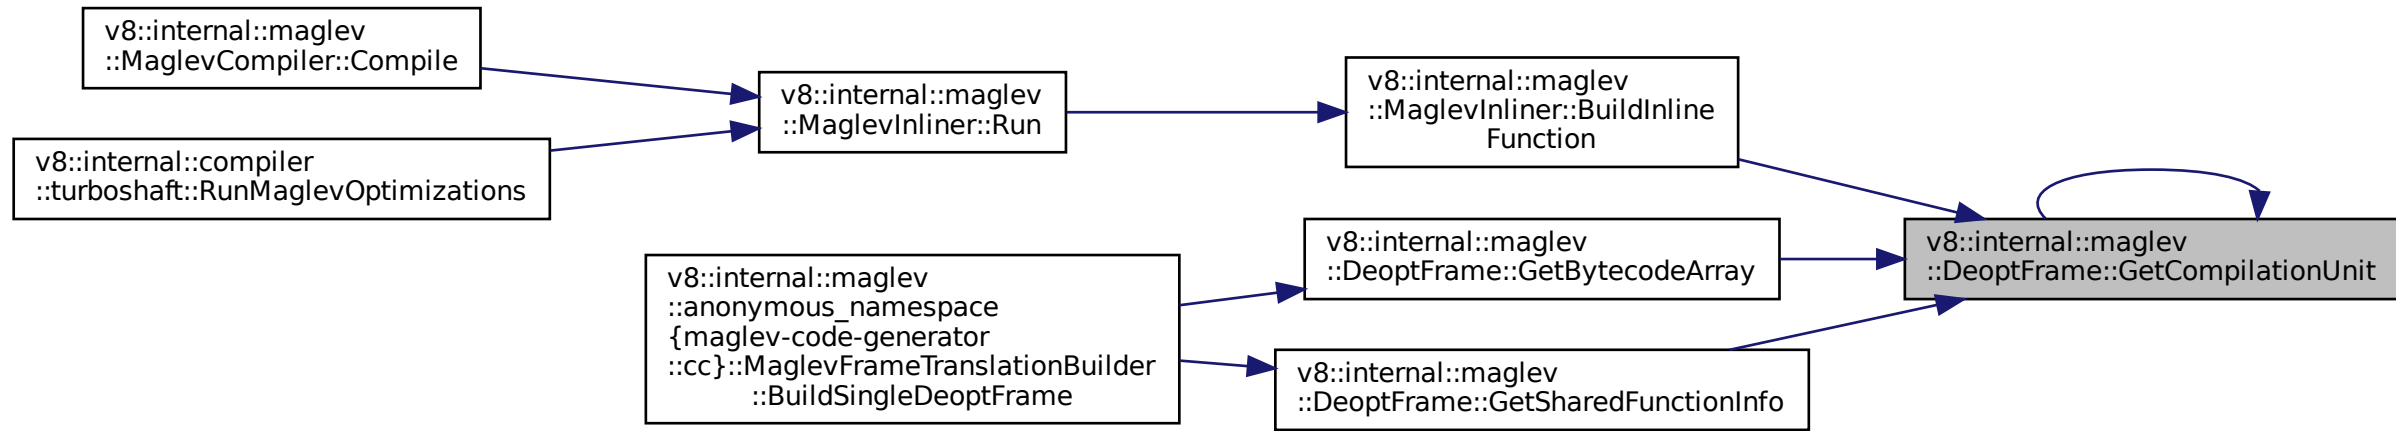 v8::internal::maglev
::MaglevCompiler::Compile
v8::internal::compiler
::turboshaft::RunMaglevOptimizations
v8::internal::maglev
::MaglevInliner::Run
v8::internal::maglev
::anonymous_namespace
{maglev-code-generator
::cc}::MaglevFrameTranslationBuilder
::BuildSingleDeoptFrame
v8::internal::maglev
::MaglevInliner::BuildInline
Function
v8::internal::maglev
::DeoptFrame::GetBytecodeArray
v8::internal::maglev
::DeoptFrame::GetSharedFunctionInfo
v8::internal::maglev
::DeoptFrame::GetCompilationUnit